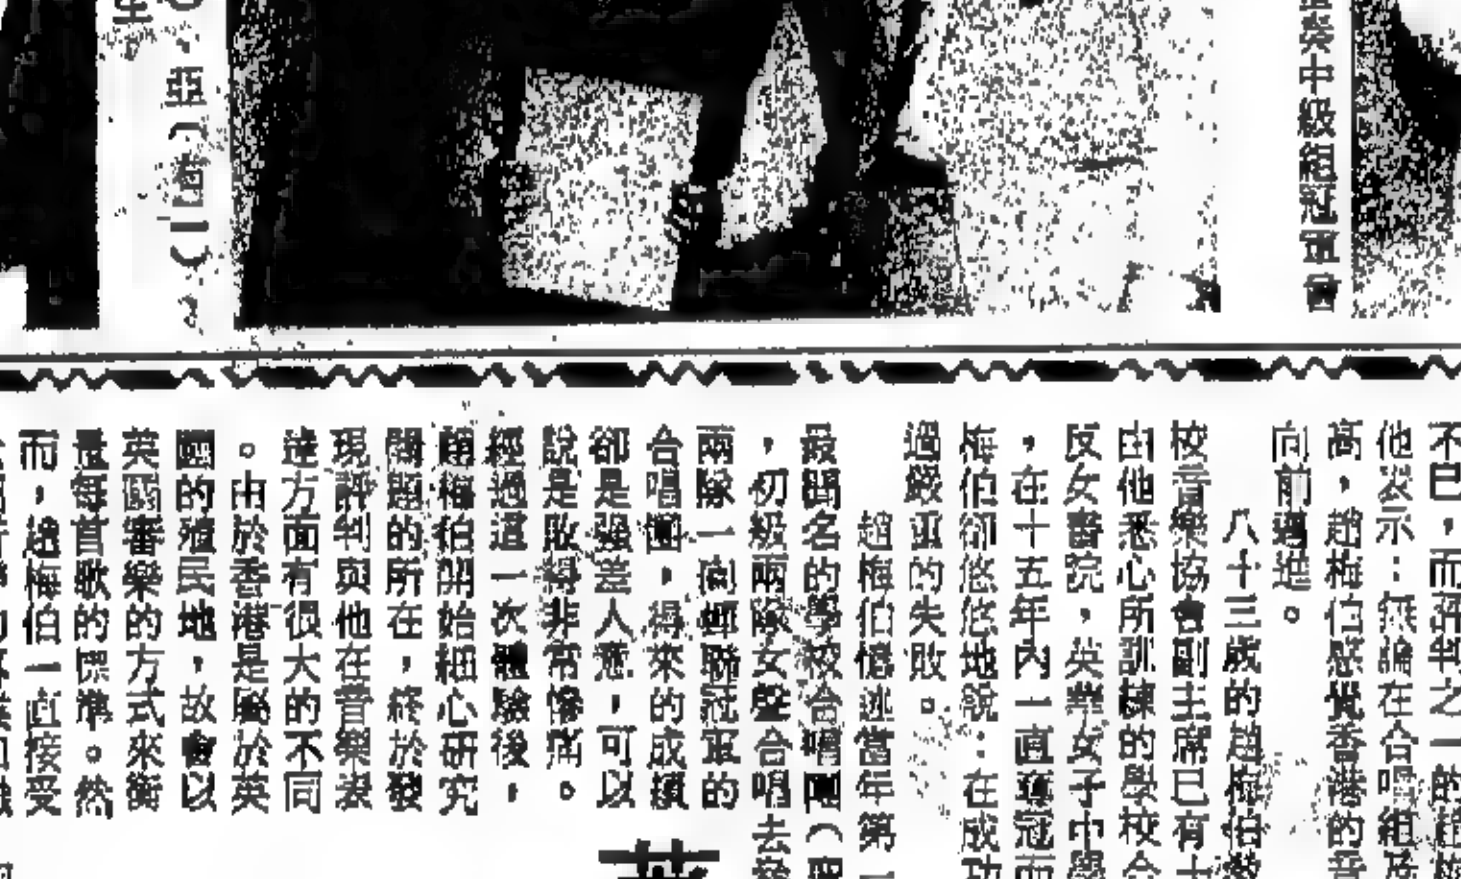 不已，而評判之一的趙梅
他表示：無論在合唱組及
高，趙梅伯感覺香港的音
向前邁進。
八十三歲的趙梅伯
校音樂協會副主席已有十
由他悉心所訓練的學校合
反女書院，英華女子中學
，在十五年內一直奪冠而
梅伯卻悠悠地說：在成功
過嚴重的失敗。
趙梅伯憶述當年第一
最聞名的學校合唱團（
，初級兩隊女聲合唱去參
兩隊一向蟬聯冠軍的
合唱團，得來的成績
卻是强差人意，可以
說是敗得非常慘痛。
經過這一次體驗後，
趙梅伯開始細心研究
問題的所在，終於發
現評判與他在音樂表
達方面有很大的不同
。由於香港是屬於英
國的殖民地，故會以
英國審樂的方式來衡
量每首歌的標準。然
而，趙梅伯一直接受
中級組冠軍